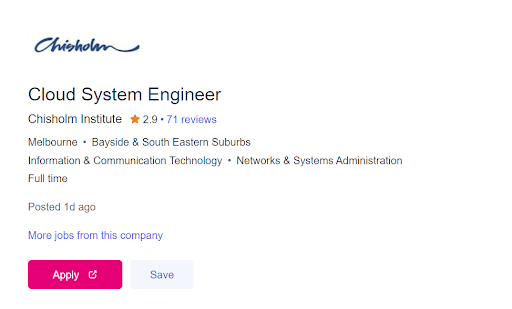 Chisholm
Cloud System Engineer
Chisholm Institute 2.9 • 71 reviews
Melbourne • Bayside & South Eastern Suburbs
Information & Communication Technology • Networks & Systems Administration
Full time
Posted 1d ago
More jobs from this company
Apply Save